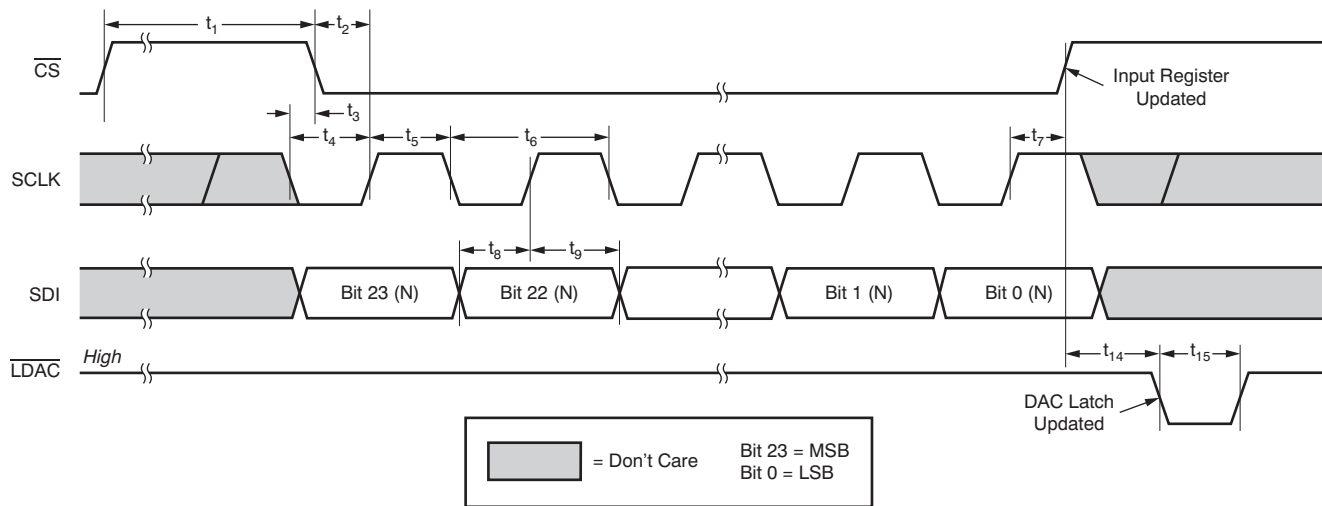 t1
t2
CS
Input Register
Updated
t3
t4
t5
t6
t7
SCLK
t8
t9
SDI
Bit 23 (N)
Bit 22 (N)
Bit 1 (N)
Bit 0 (N)
High
LDAC
t14
t15
DAC Latch
Updated
= Don't Care
Bit 23 = MSB
Bit 0 = LSB